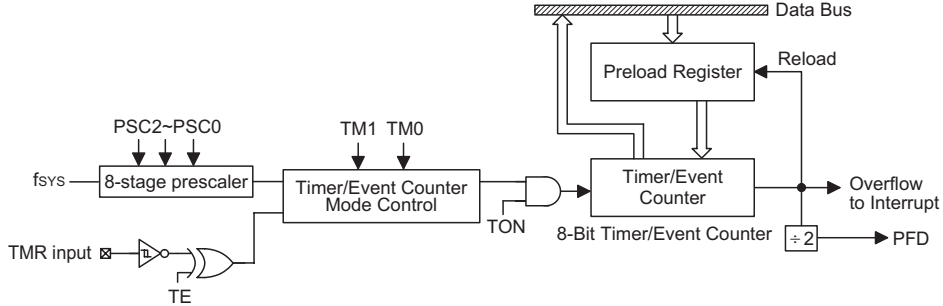 Data Bus
Preload Register
Reload
PSC2~PSC0
TM1 TM0
fSYS
8-stage prescaler
Timer/Event Counter
Mode Control
TON
Timer/Event
Counter
8-Bit Timer/Event Counter
Overflow
to Interrupt
÷2
PFD
TMR input
TE